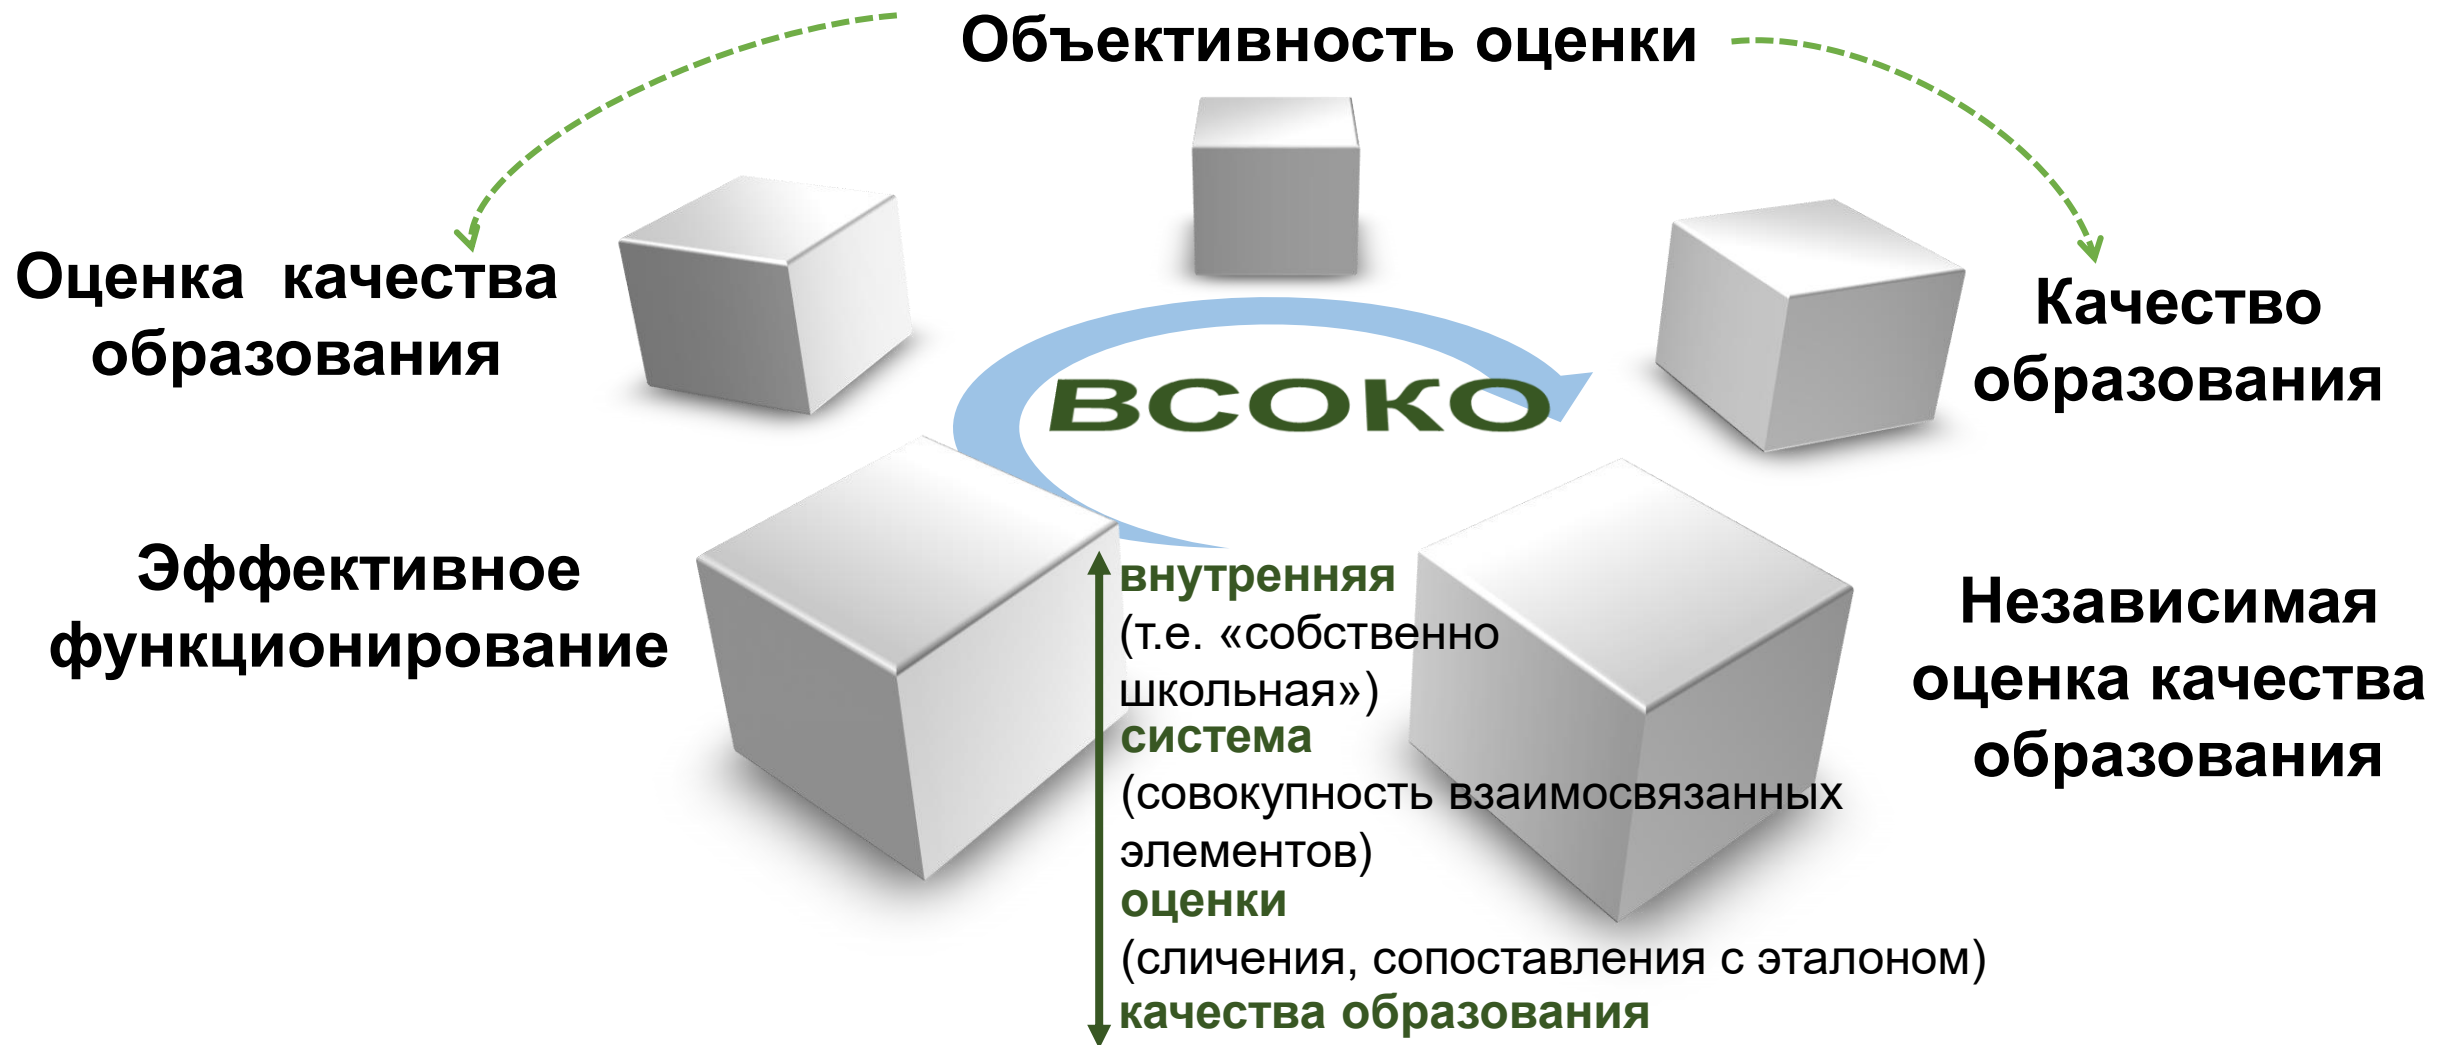 Объективность оценки
Оценка качества
образования
Качество
образования
ВСОКО
Эффективное
функционирование
Независимая
оценка качества
образования
внутренняя
(т.е. «собственно
школьная»)
система
(совокупность взаимосвязанных
элементов)
оценки
(сличения, сопоставления с эталоном)
качества образования